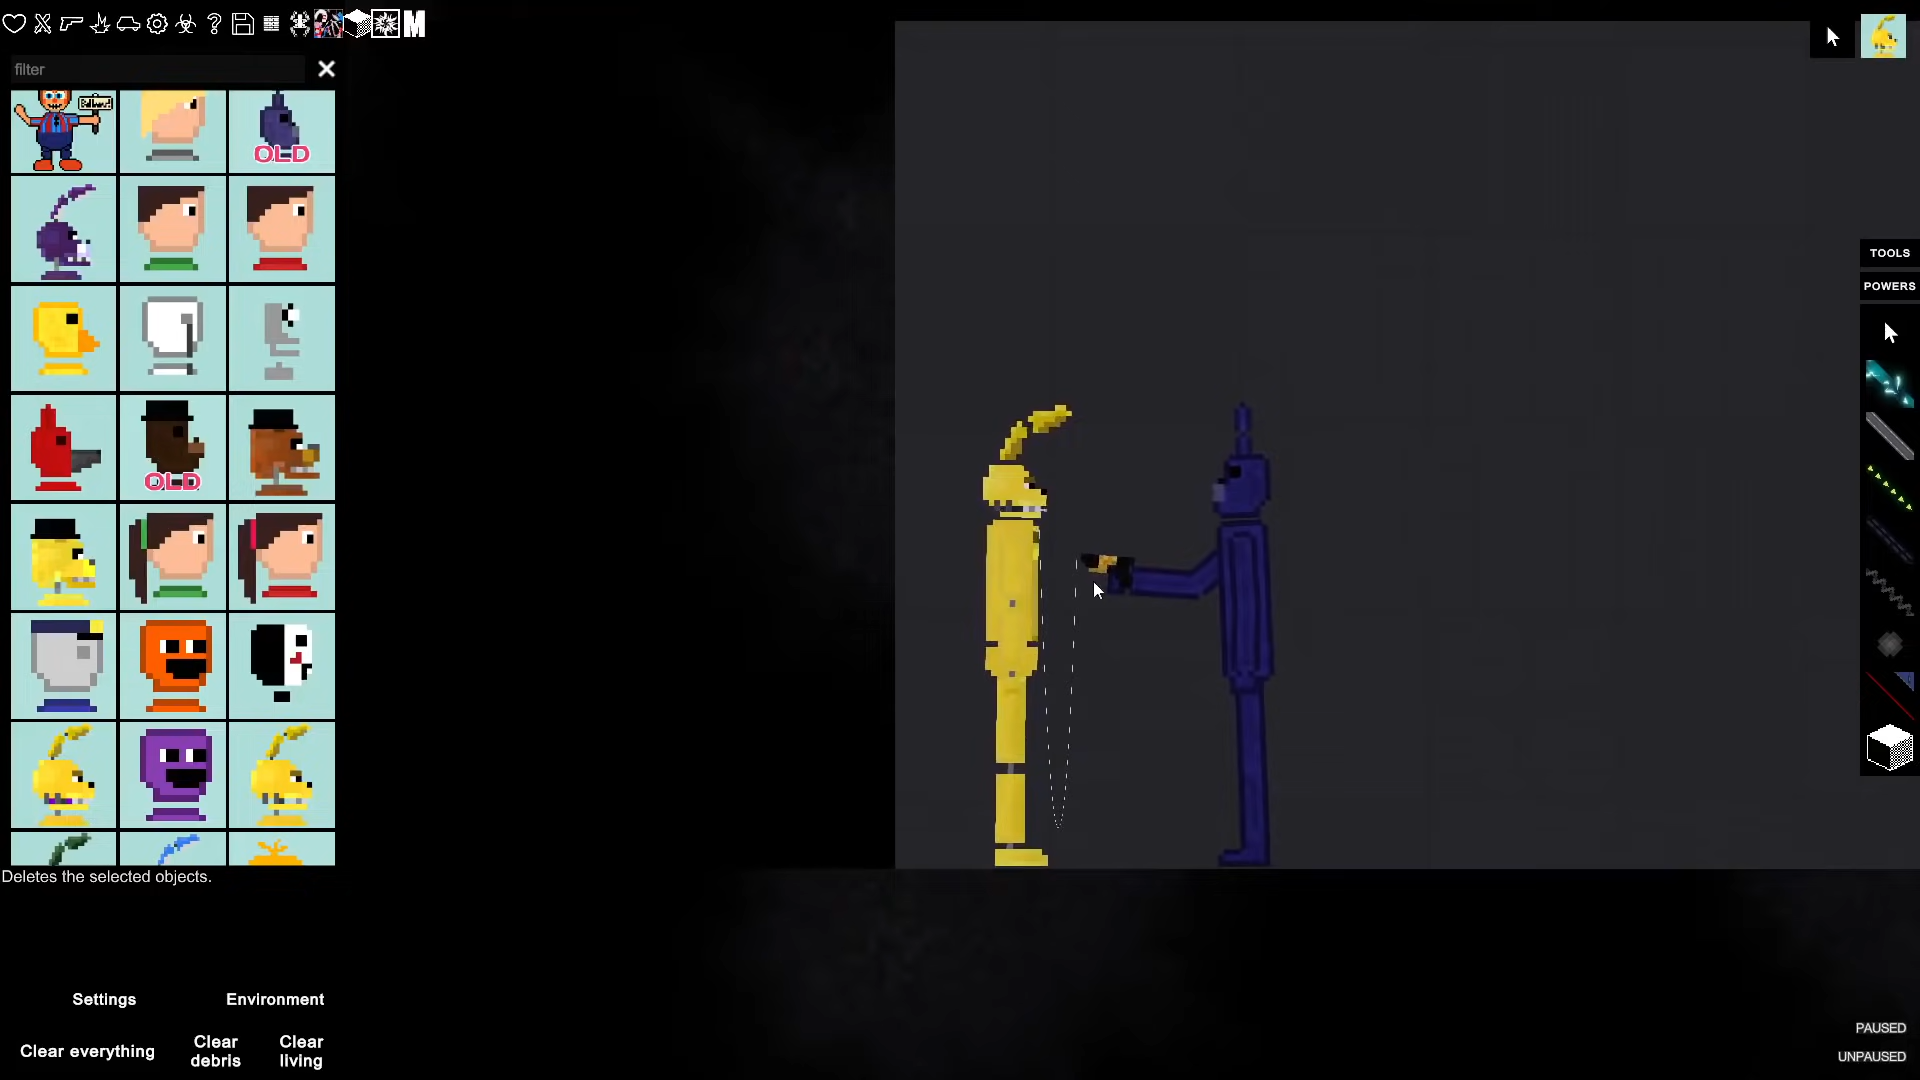 M
filter
Balloons!
OLD
OLD
TOOLS
POWERS
Deletes the selected objects.
Settings
Environment
Clear everything
Clear
debris
Clear
living
PAUSED
UNPAUSED